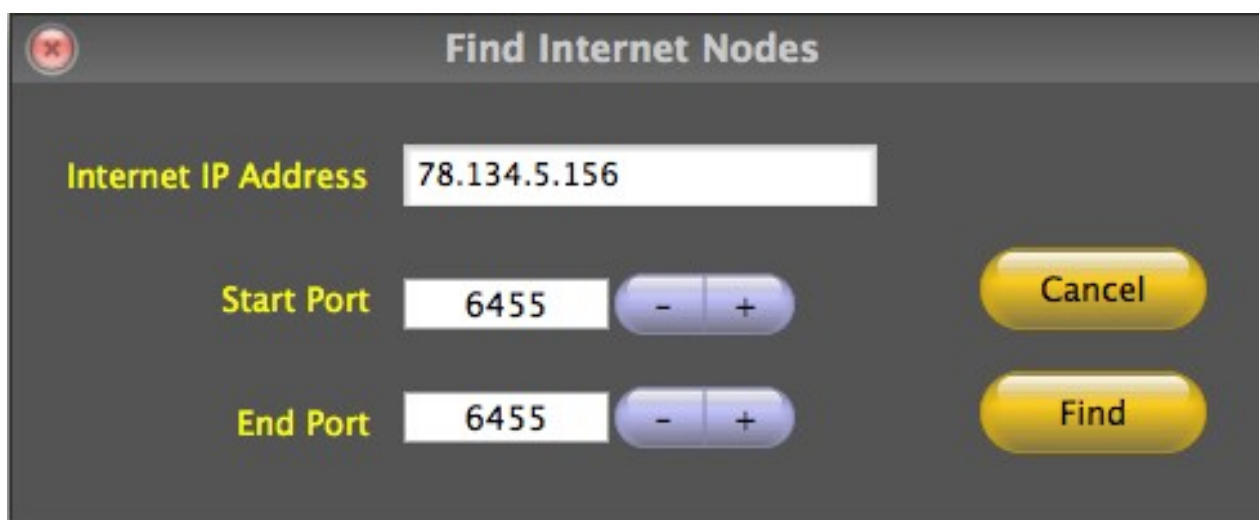 Find Internet Nodes
Internet IP Address 78.134.5.156
Start Port 6455 - + Cancel
End Port 6455 - + Find